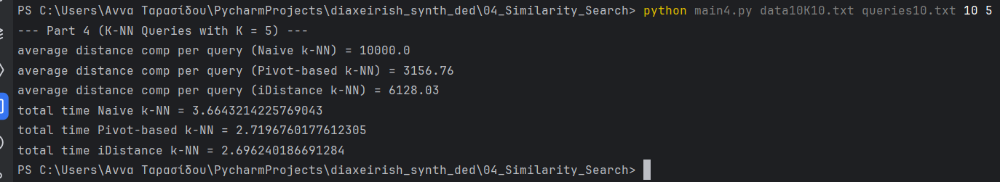 PS C:\Users\Αννα Ταρασίδου\PycharmProjects\diaxeirish_synth_ded\04_Similarity_Search> python main4.py data10K10.txt queries10.txt 10 5
--- Part 4 (K-NN Queries with K = 5) ---
average distance comp per query (Naive k-NN) = 10000.0
average distance comp per query (Pivot-based k-NN) = 3156.76
average distance comp per query (iDistance k-NN) = 6128.03
total time Naive k-NN = 3.6643214225769043
total time Pivot-based k-NN = 2.7196760177612305
total time iDistance k-NN = 2.696240186691284
PS C:\Users\Αννα Ταρασίδου\PycharmProjects\diaxeirish_synth_ded\04_Similarity_Search>